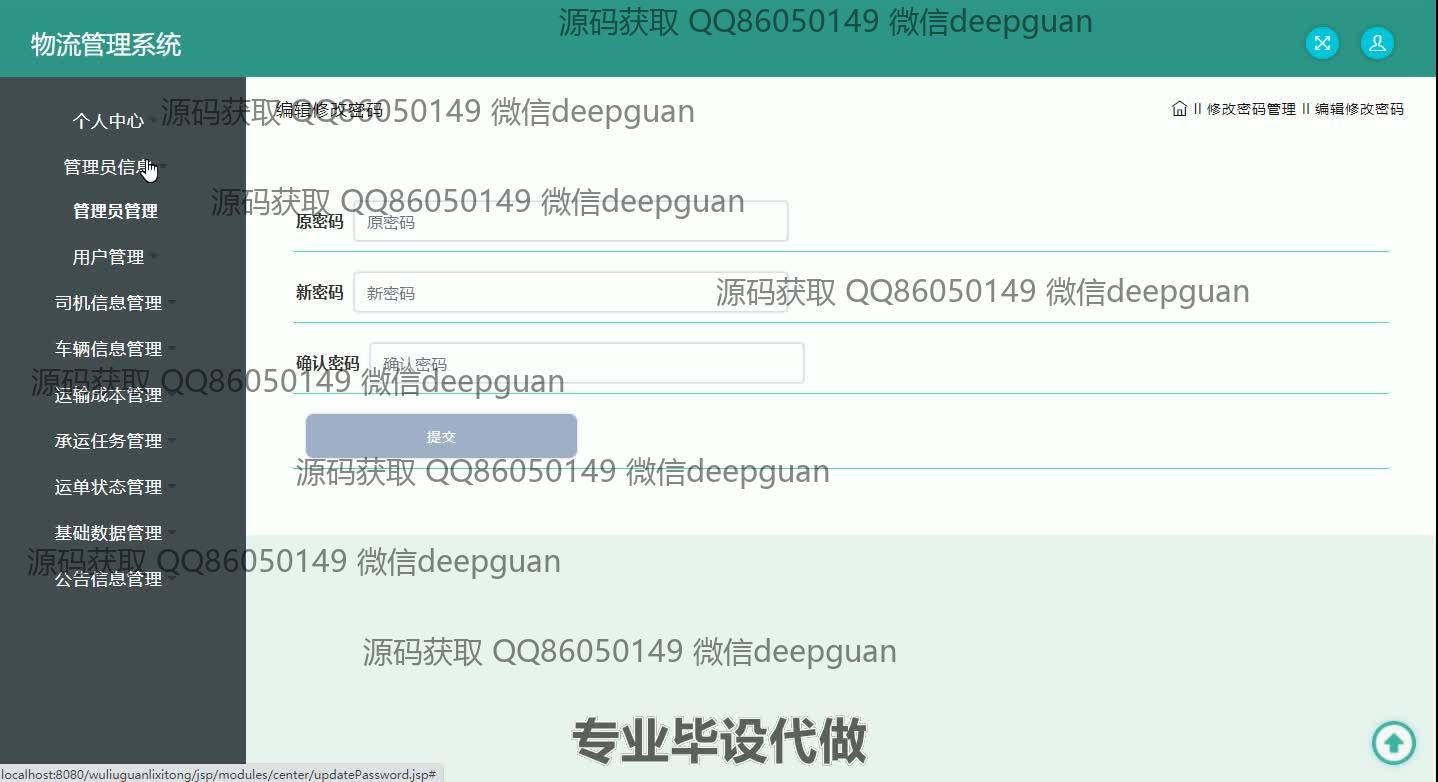 源码获取 QQ86050149 微信deepguan
物流管理系统
个人中心
源码获取 QQ86050149 微信deepguan
编辑修改密码
|| 修改密码管理 || 编辑修改密码
管理员信息
管理员管理
源码获取 QQ86050149 微信deepguan
原密码 原密码
用户管理
新密码 新密码
源码获取 QQ86050149 微信deepguan
司机信息管理
车辆信息管理
确认密码 确认密码
源码获取 QQ86050149 微信deepguan
运输成本管理
承运任务管理
提交
源码获取 QQ86050149 微信deepguan
运单状态管理
基础数据管理
源码获取 QQ86050149 微信deepguan
公告信息管理
源码获取 QQ86050149 微信deepguan
专业毕设代做
localhost:8080/wuliuguanlixitong/jsp/modules/center/updatePassword.jsp#